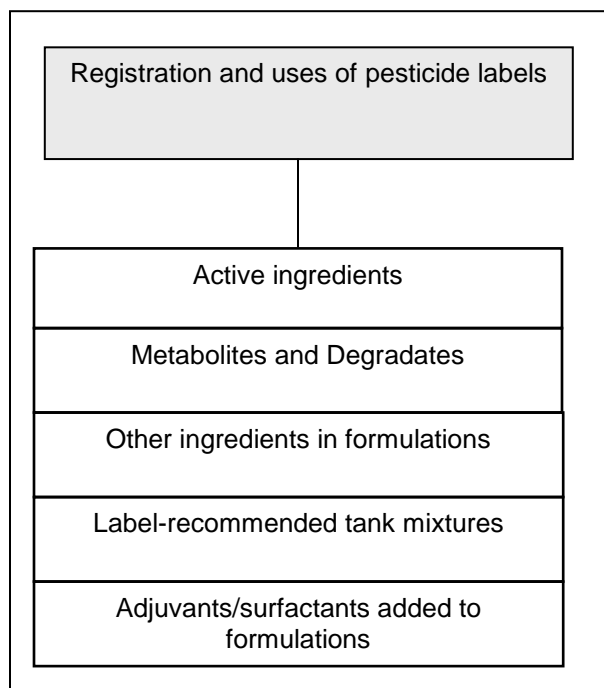 Registration and uses of pesticide labels
Active ingredients
Metabolites and Degradates
Other ingredients in formulations
Label-recommended tank mixtures
Adjuvants/surfactants added to
formulations